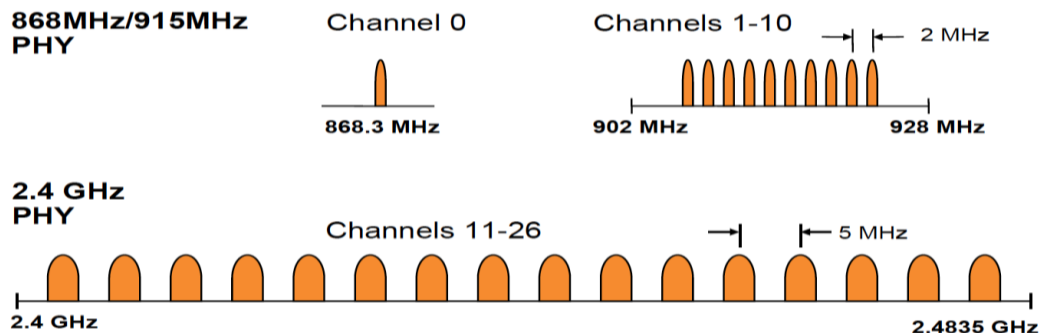 868MHz/915MHz
PHY
Channel 0
Channels 1-10
2 MHz
868.3 MHz
902 MHz
928 MHz
2.4 GHz
PHY
Channels 11-26
5 MHz
2.4 GHz
2.4835 GHz